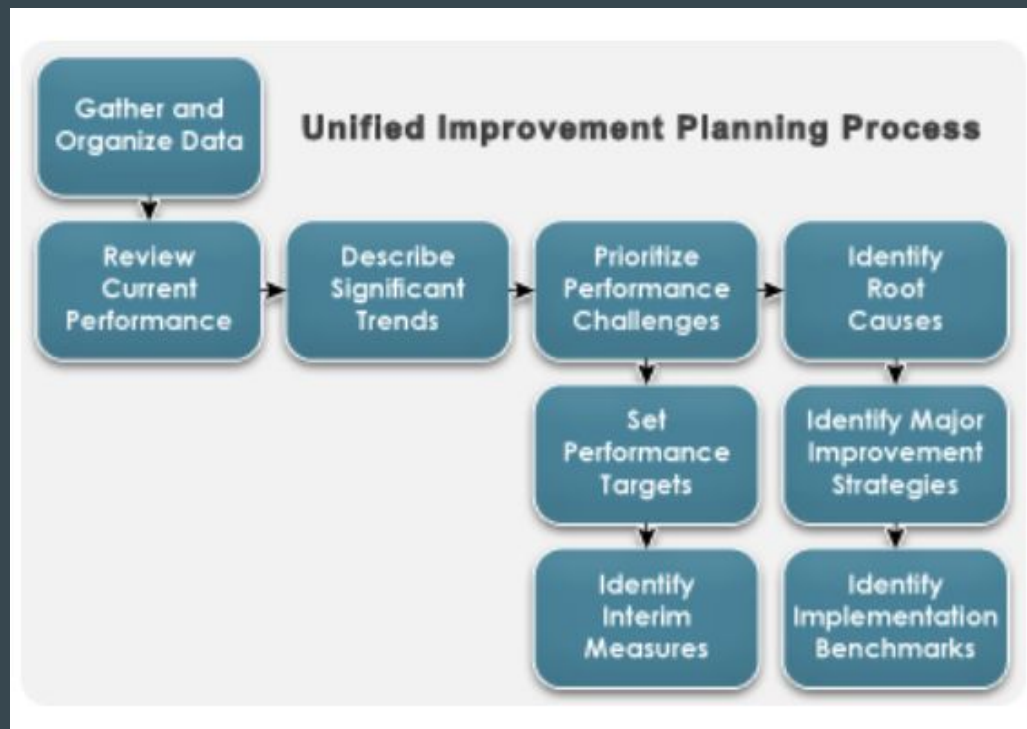 Gather and
Organize Data
Unified Improvement Planning Process
Review
Current
Performance
Describe
Significant
Trends
Prioritize
Performance
Challenges
Identify
Root
Causes
Set
Performance
Targets
Identify Major
Improvement
Strategies
Identify
Interim
Measures
Identify
Implementation
Benchmarks